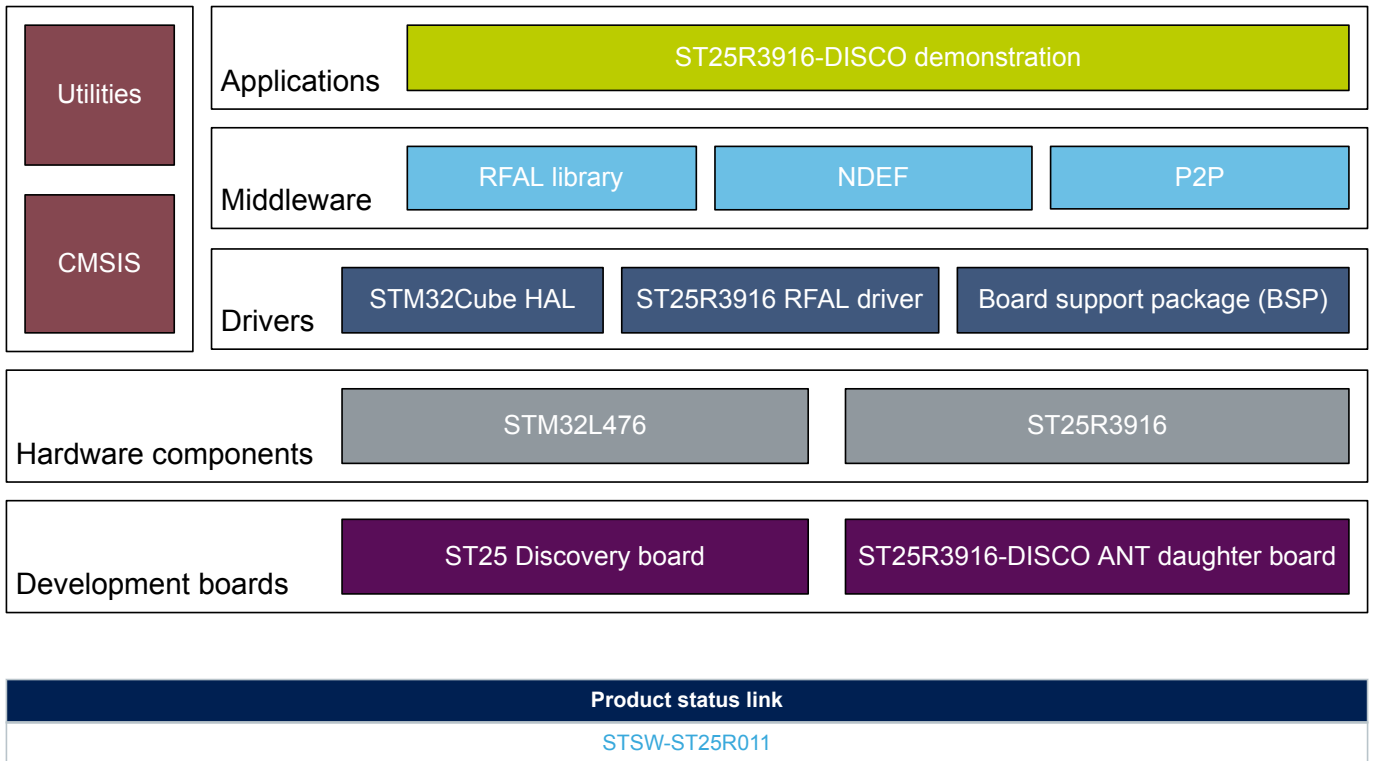 Utilities
CMSIS
Applications
ST25R3916-DISCO demonstration
Middleware
RFAL library
NDEF
P2P
Drivers
STM32Cube HAL
ST25R3916 RFAL driver
Board support package (BSP)
Hardware components
STM32L476
ST25R3916
Development boards
ST25 Discovery board
ST25R3916-DISCO ANT daughter board
Product status link
STSW-ST25R011